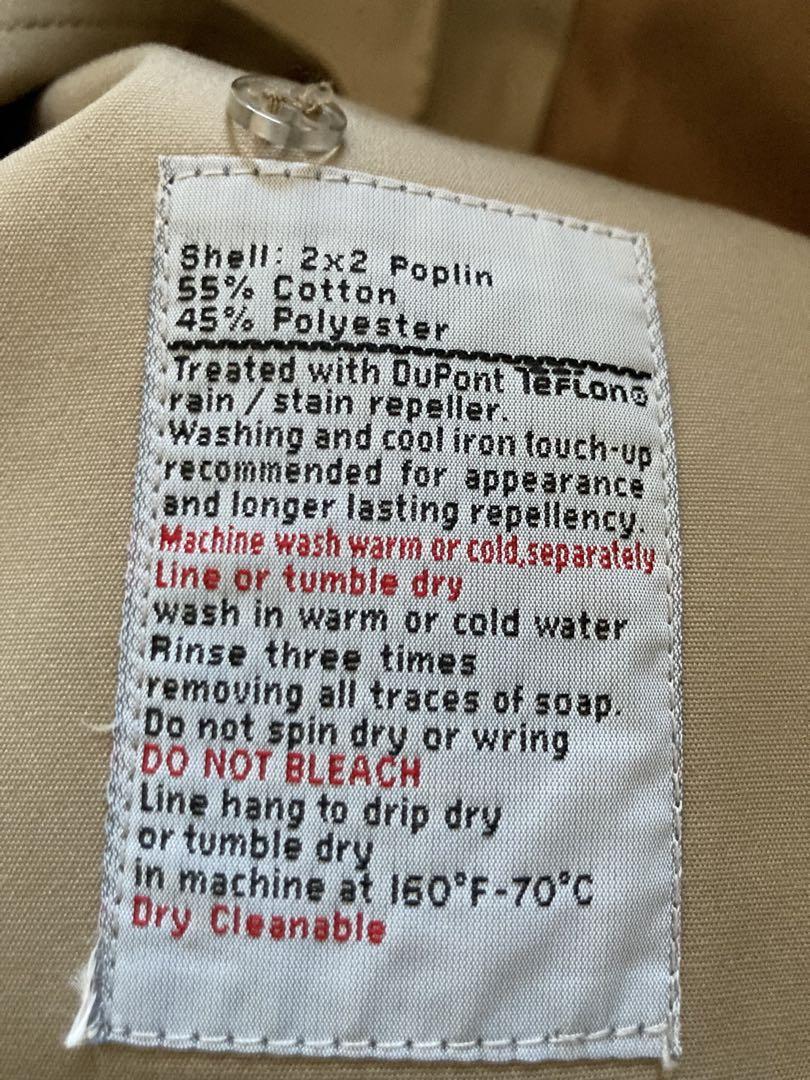 Shell: 2x2 Poplin
55% Cotton
45% Polyester
Treated with DuPont TEFLON®
rain / stain repeller.
Washing and cool iron touch-up
recommended for appearance
and longer lasting repellency.
Machine wash warm or cold,separately
Line or tumble dry
wash in warm or cold water
Rinse three times
removing all traces of soap.
Do not spin dry or wring
DO NOT BLEACH
Line hang to drip dry
or tumble dry
in machine at 160°F-70°C
Dry Cleanable